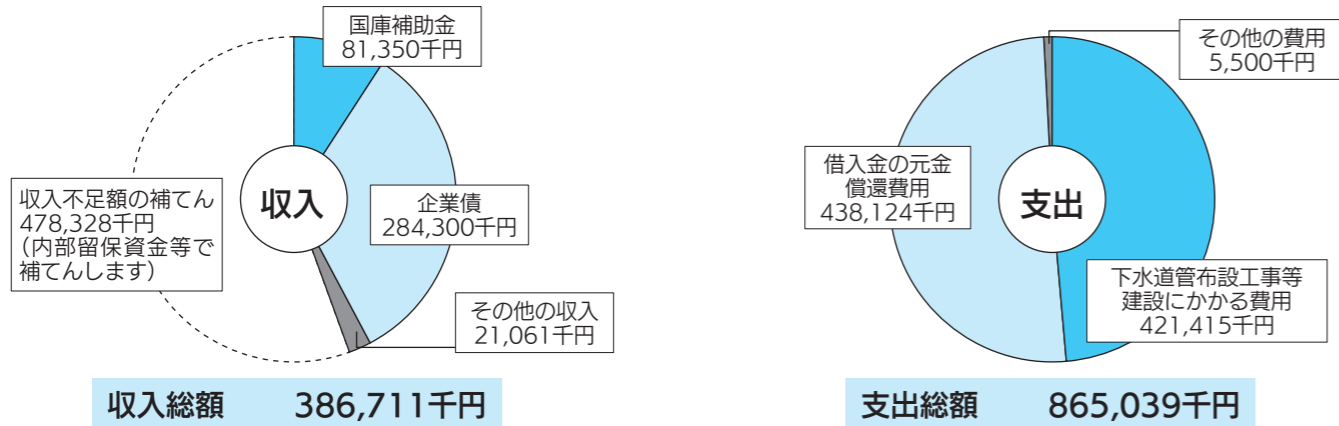 国庫補助金
81,350千円
収入
企業債
284,300千円
収入不足額の補てん
478,328千円
（内部留保資金等で
補てんします）
その他の収入
21,061千円
収入総額 386,711千円
その他の費用
5,500千円
借入金の元金
償還費用
438,124千円
支出
下水道管布設工事等
建設にかかる費用
421,415千円
支出総額 865,039千円